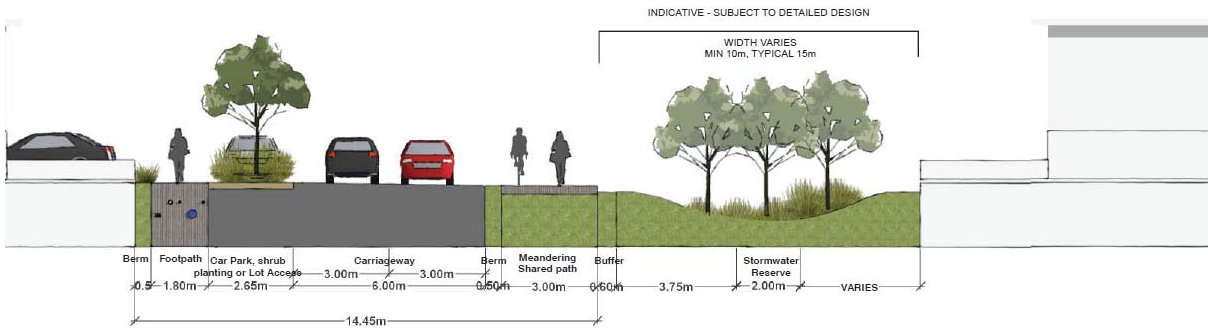 INDICATIVE - SUBJECT TO DETAILED DESIGN
WIDTH VARIES
MIN 10m, TYPICAL 15m
Berm
Footpath
Car Park, shrub
planting or Lot Access
Carriageway
Berm
Meandering
Shared path
Buffer
Stormwater
Reserve
3.00m
3.00m
0.5
1.80m
2.65m
6.00m
0.50m
3.00m
0.60m
3.75m
2.00m
VARIES
14.45m